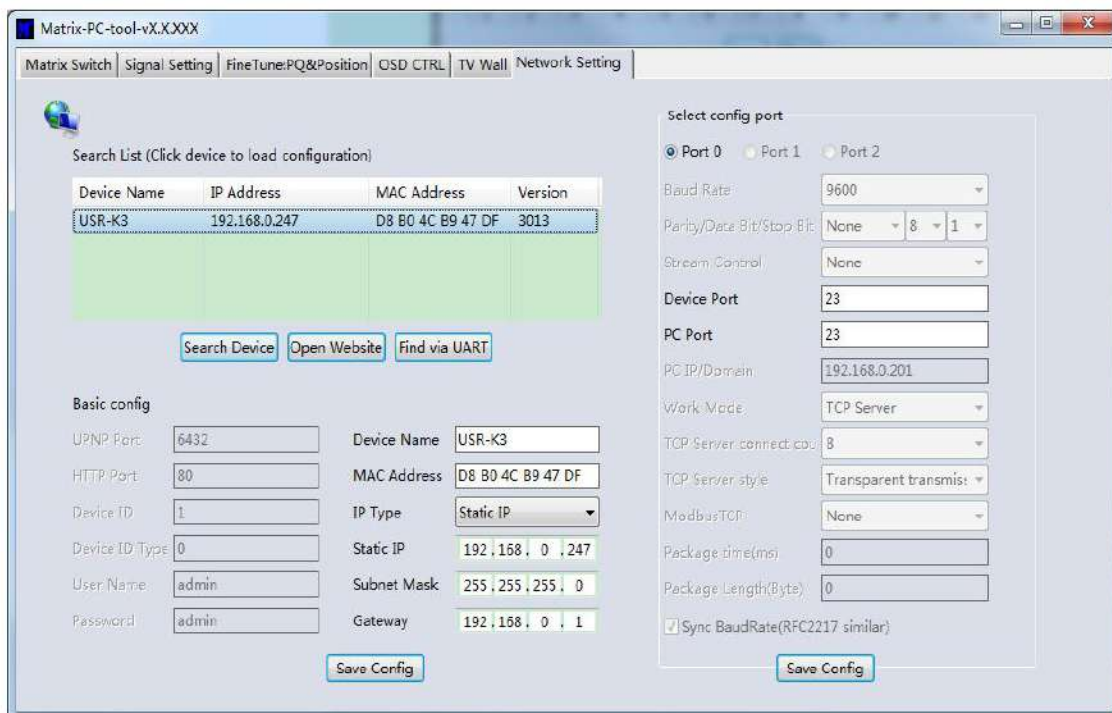 Matrix-PC-tool-vX.X.XXX
Matrix Switch Signal Setting FineTune:PQ&Position OSD CTRL TV Wall Network Setting
Search List (Click device to load configuration)
Device Name IP Address MAC Address Version
USR-K3 192.168.0.247 D8 B0 4C B9 47 DF 3013
Search Device Open Website Find via UART
Basic config
UPNP Port 6432
HTTP Port 80
Device ID 1
Device ID Type 0
User Name admin
Password admin
Device Name USR-K3
MAC Address D8 B0 4C B9 47 DF
IP Type Static IP
Static IP 192 . 168 . 0 . 247
Subnet Mask 255 . 255 . 255 . 0
Gateway 192 . 168 . 0 . 1
Save Config
Select config port
Port 0 Port 1 Port 2
Baud Rate 9600
Parity/Data Bit/Stop Bit None 8 1
Stream Control None
Device Port 23
PC Port 23
PC IP/Domain 192.168.0.201
Work Mode TCP Server
TCP Server connect cou 8
TCP Server style Transparent transmis
ModbusTCP None
Package time(ms) 0
Package Length(Byte) 0
Sync BaudRate(RFC2217 similar)
Save Config